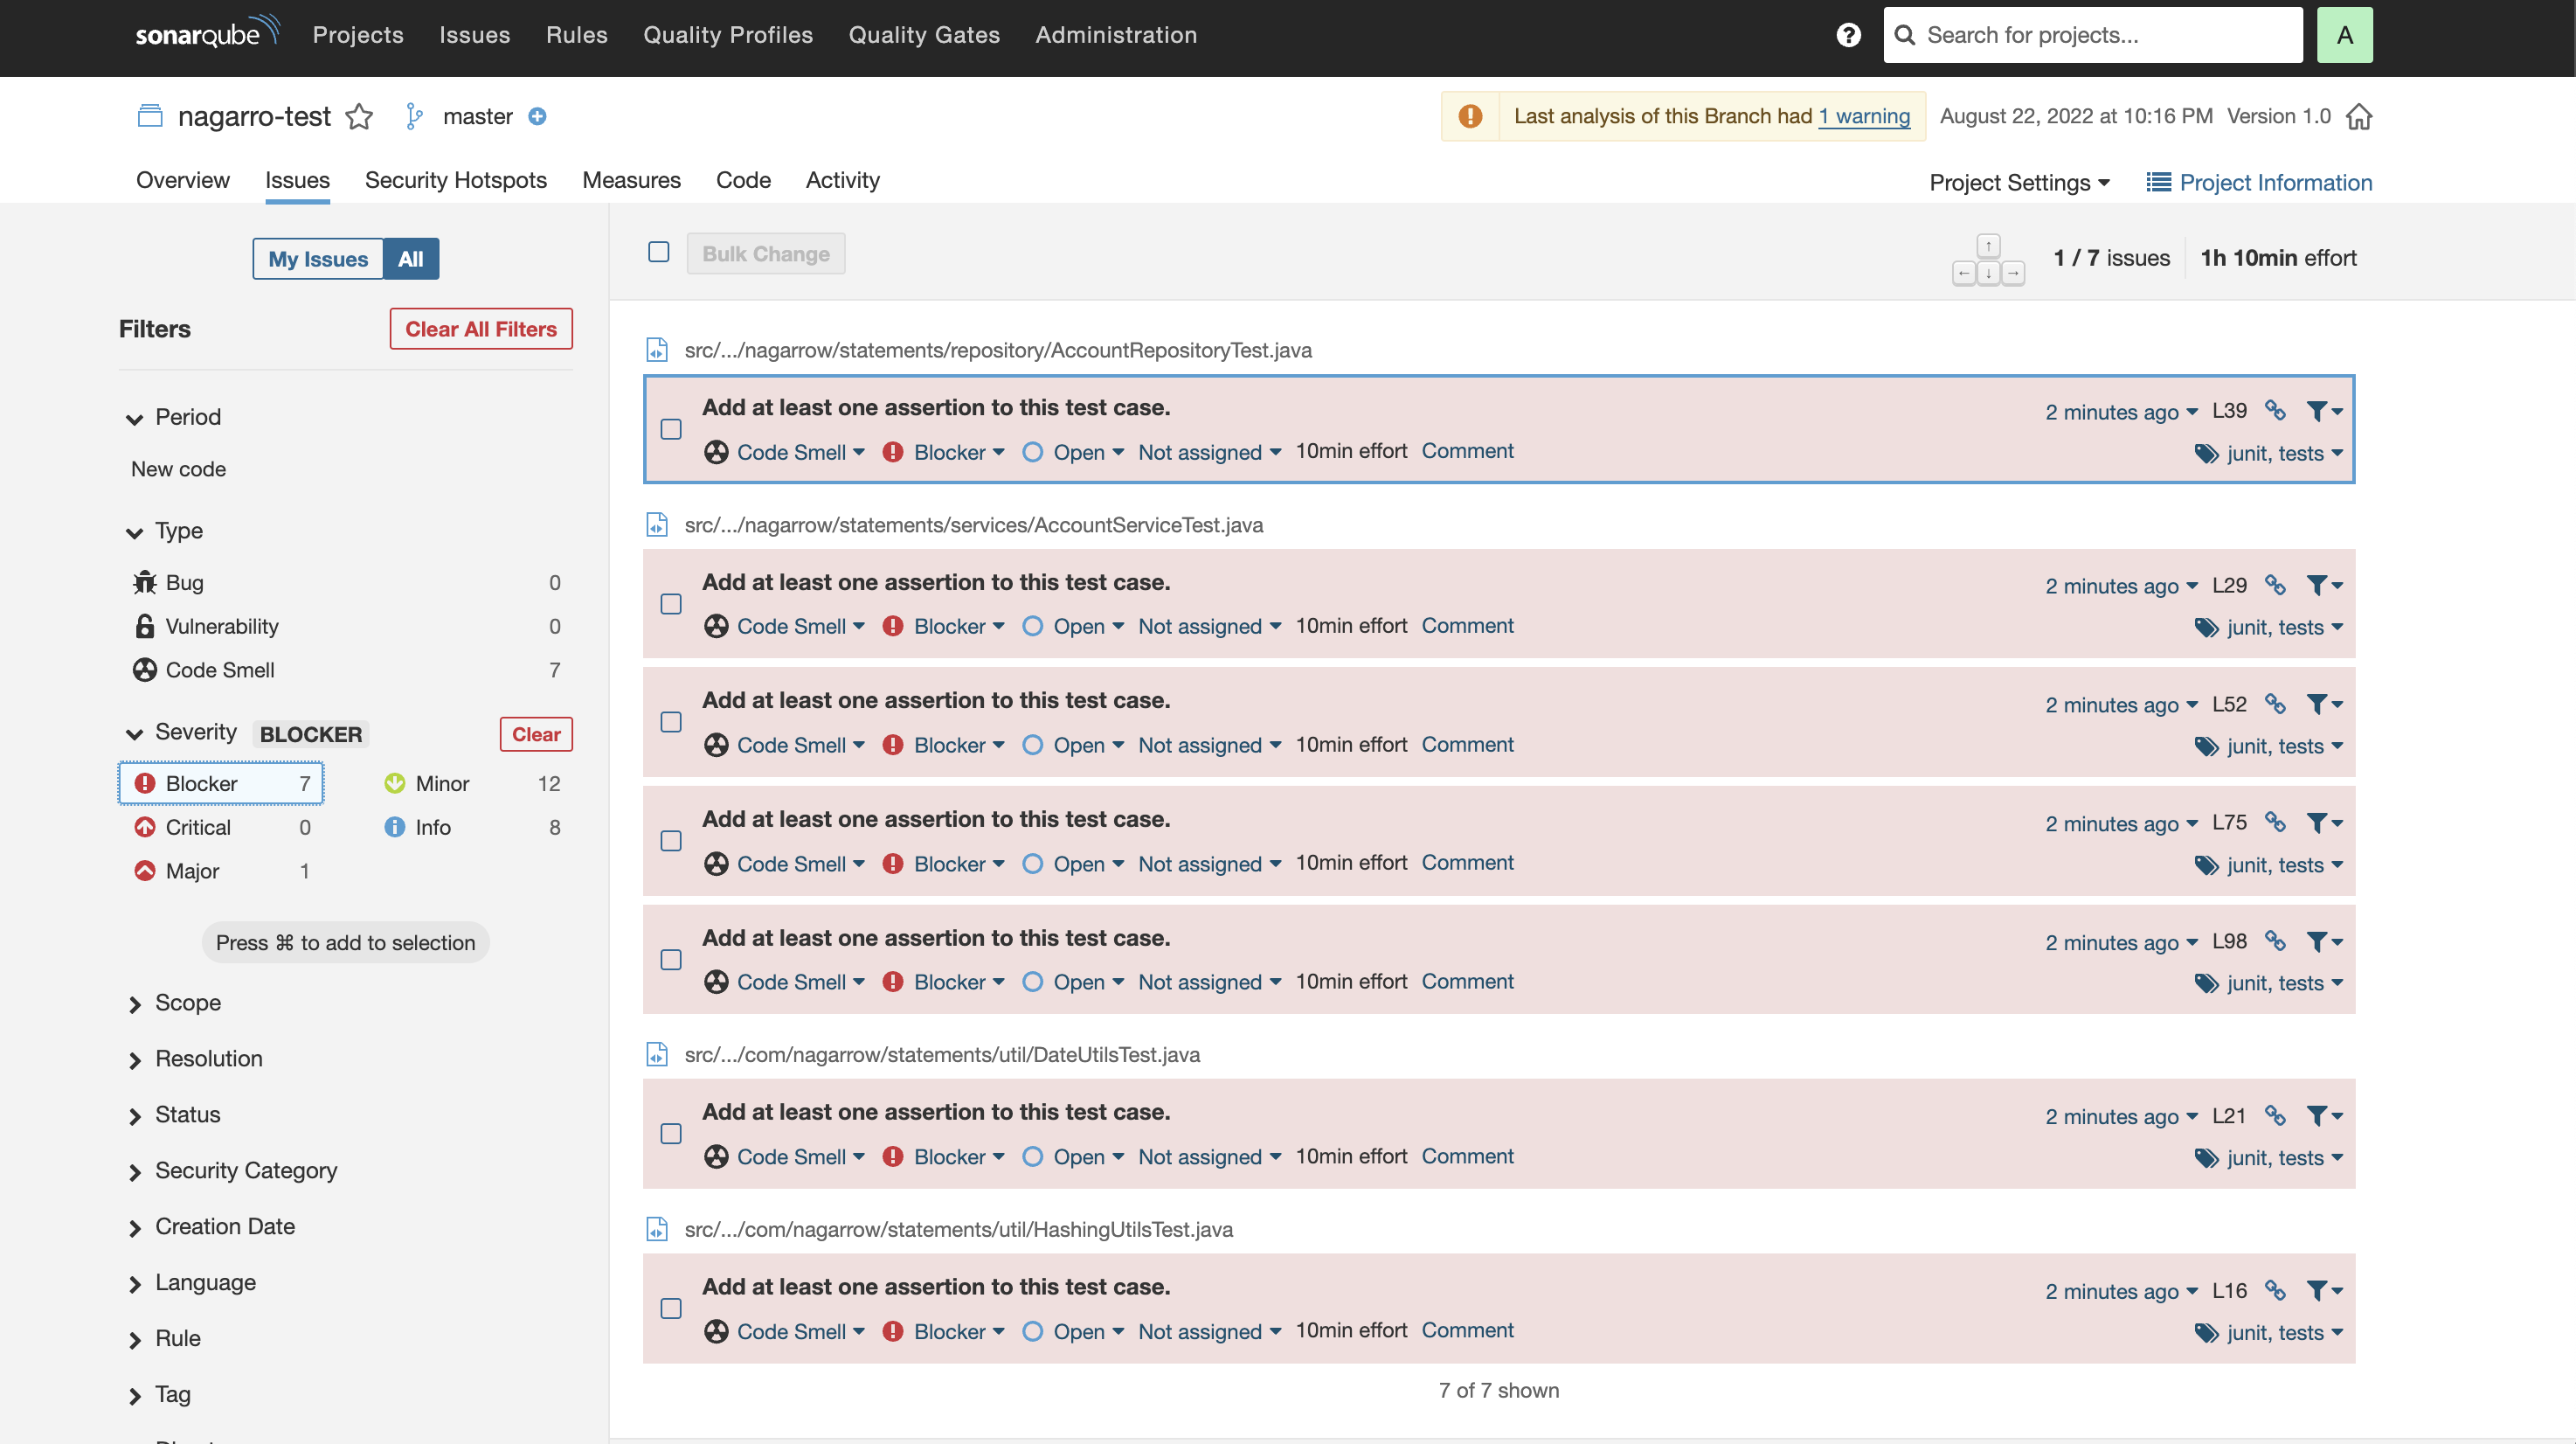 sonarqube Projects Issues Rules Quality Profiles Quality Gates Administration ? Search for projects... A
nagarro-test master Last analysis of this Branch had 1 warning August 22, 2022 at 10:16 PM Version 1.0
Overview Issues Security Hotspots Measures Code Activity Project Settings Project Information
My Issues All
Filters Clear All Filters
Period
New code
Type
Bug 0
Vulnerability 0
Code Smell 7
Severity BLOCKER Clear
Blocker 7 Minor 12
Critical 0 Info 8
Major 1
Press ⌘ to add to selection
Scope
Resolution
Status
Security Category
Creation Date
Language
Rule
Tag
Bulk Change ↑ ← ↓ → 1 / 7 issues 1h 10min effort
src/.../nagarrow/statements/repository/AccountRepositoryTest.java
Add at least one assertion to this test case. 2 minutes ago L39
Code Smell Blocker Open Not assigned 10min effort Comment junit, tests
src/.../nagarrow/statements/services/AccountServiceTest.java
Add at least one assertion to this test case. 2 minutes ago L29
Code Smell Blocker Open Not assigned 10min effort Comment junit, tests
Add at least one assertion to this test case. 2 minutes ago L52
Code Smell Blocker Open Not assigned 10min effort Comment junit, tests
Add at least one assertion to this test case. 2 minutes ago L75
Code Smell Blocker Open Not assigned 10min effort Comment junit, tests
Add at least one assertion to this test case. 2 minutes ago L98
Code Smell Blocker Open Not assigned 10min effort Comment junit, tests
src/.../com/nagarrow/statements/util/DateUtilsTest.java
Add at least one assertion to this test case. 2 minutes ago L21
Code Smell Blocker Open Not assigned 10min effort Comment junit, tests
src/.../com/nagarrow/statements/util/HashingUtilsTest.java
Add at least one assertion to this test case. 2 minutes ago L16
Code Smell Blocker Open Not assigned 10min effort Comment junit, tests
7 of 7 shown